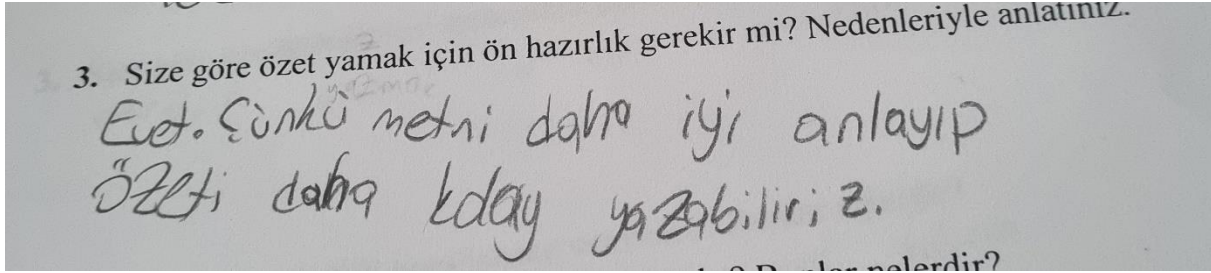 3. Size göre özet yamak için ön hazırlık gerekir mi? Nedenleriyle anlatınız.
Evet. Çünkü metni daha iyi anlayıp
özeti daha kolay yazabiliriz.
nelerdir?